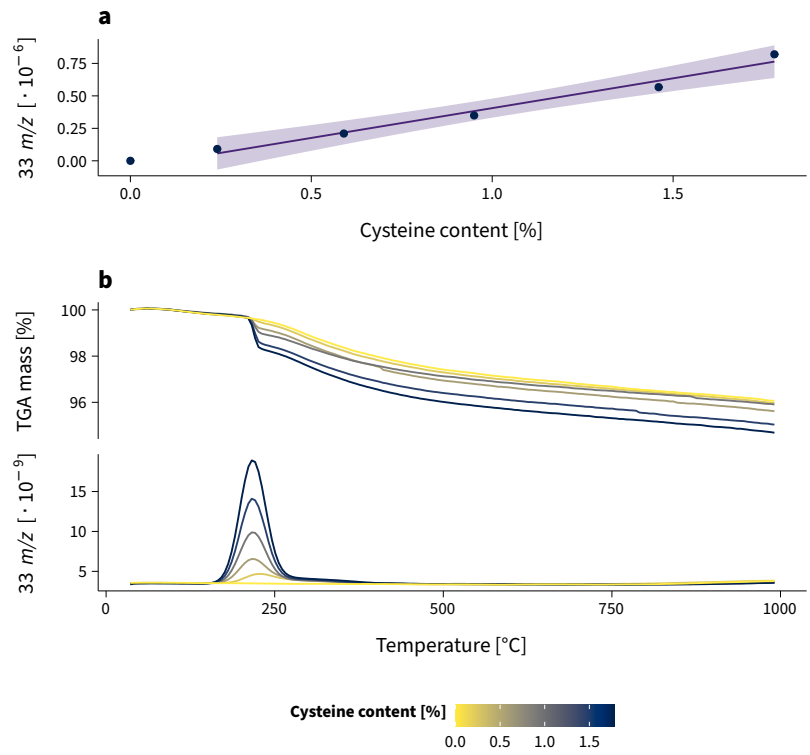 a
33 m/z [ · 10⁻⁶]
0.75
0.50
0.25
0.00
0.0 0.5 1.0 1.5
Cysteine content [%]
b
TGA mass [%]
100
98
96
33 m/z [ · 10⁻⁹]
15
10
5
0 250 500 750 1000
Temperature [°C]
Cysteine content [%]
0.0 0.5 1.0 1.5